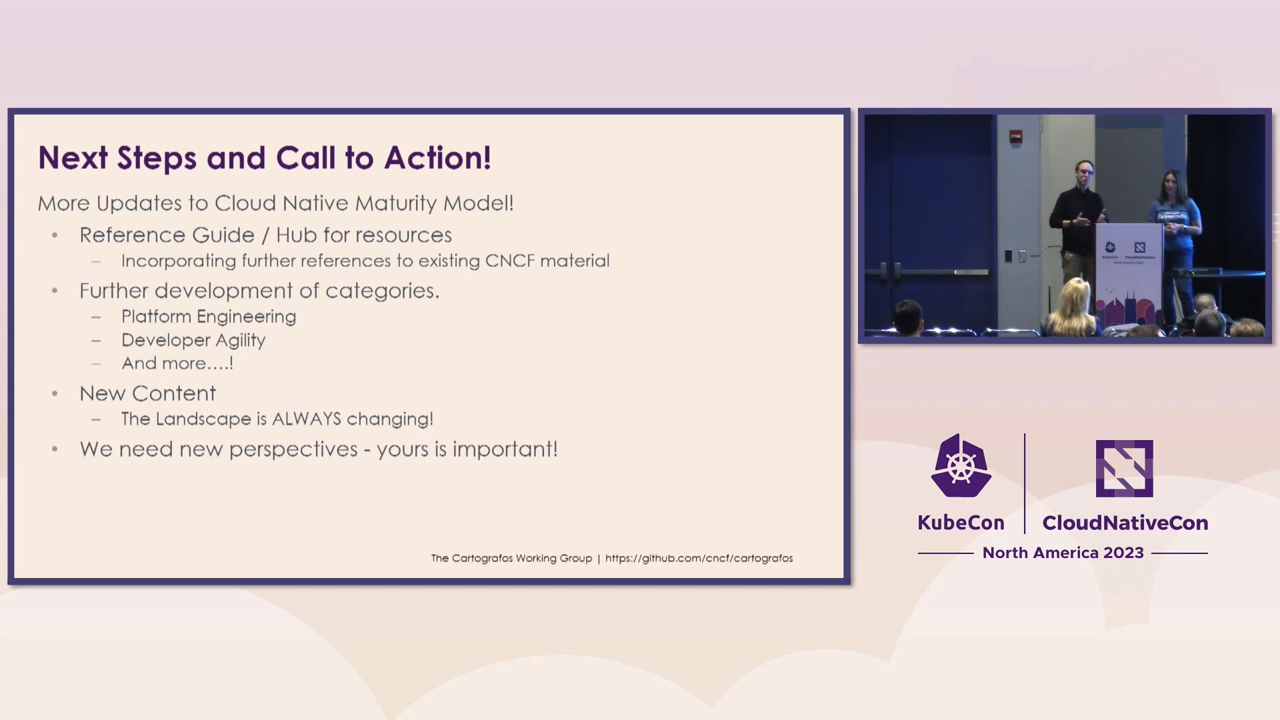 Next Steps and Call to Action!
More Updates to Cloud Native Maturity Model!
• Reference Guide / Hub for resources
– Incorporating further references to existing CNCF material
• Further development of categories.
– Platform Engineering
– Developer Agility
– And more....!
• New Content
– The Landscape is ALWAYS changing!
• We need new perspectives - yours is important!
The Cartografos Working Group | https://github.com/cncf/cartografos
KubeCon
CloudNativeCon
KubeCon
CloudNativeCon
North America 2023